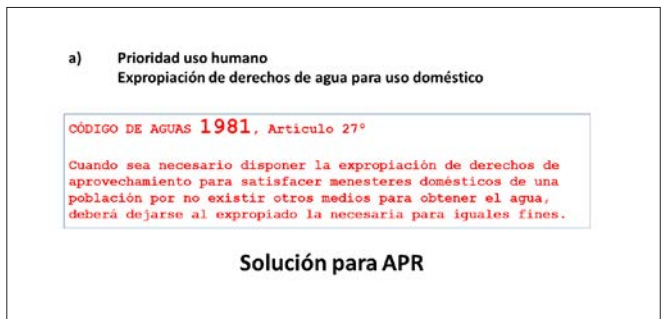 a) Prioridad uso humano
Expropiación de derechos de agua para uso doméstico
CÓDIGO DE AGUAS 1981, Articulo 27°
Cuando sea necesario disponer la expropiación de derechos de
aprovechamiento para satisfacer menesteres domésticos de una
población por no existir otros medios para obtener el agua,
deberá dejarse al expropiado la necesaria para iguales fines.
Solución para APR